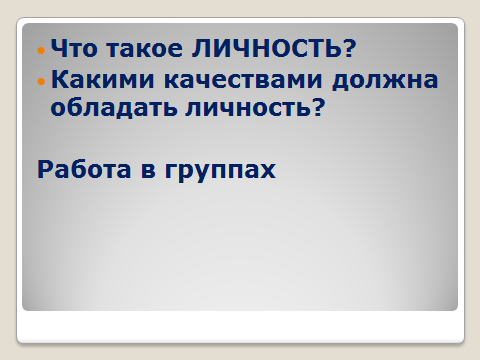 Что такое ЛИЧНОСТЬ?
Какими качествами должна
обладать личность?
Работа в группах